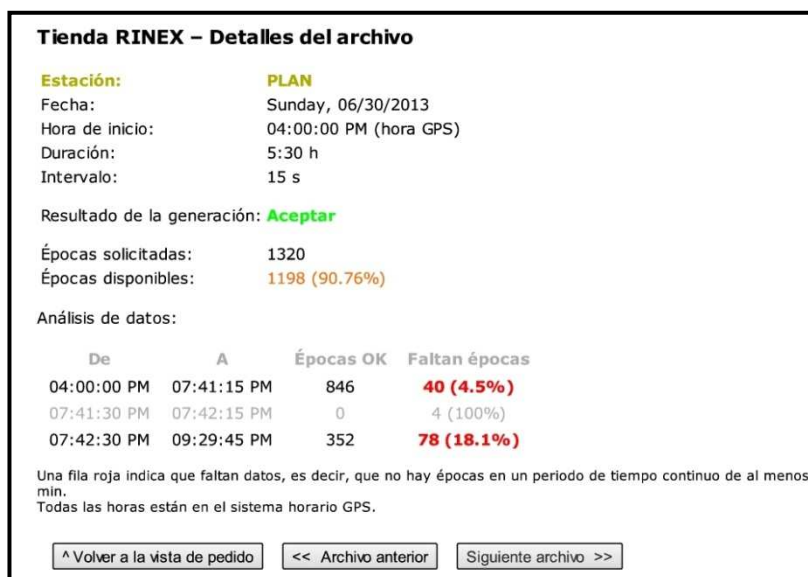 Tienda RINEX – Detalles del archivo
Estación: PLAN
Fecha: Sunday, 06/30/2013
Hora de inicio: 04:00:00 PM (hora GPS)
Duración: 5:30 h
Intervalo: 15 s
Resultado de la generación: Aceptar
Épocas solicitadas: 1320
Épocas disponibles: 1198 (90.76%)
Análisis de datos:
De A Épocas OK Faltan épocas
04:00:00 PM 07:41:15 PM 846 40 (4.5%)
07:41:30 PM 07:42:15 PM 0 4 (100%)
07:42:30 PM 09:29:45 PM 352 78 (18.1%)
Una fila roja indica que faltan datos, es decir, que no hay épocas en un periodo de tiempo continuo de al menos
min.
Todas las horas están en el sistema horario GPS.
^ Volver a la vista de pedido << Archivo anterior Siguiente archivo >>